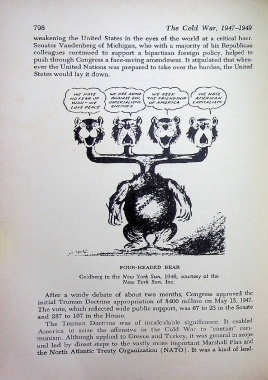 798 The Cold War, 1947–1949
weakening the United States in the eyes of the world at a critical hour.
Senator Vandenberg of Michigan, who with a majority of his Republican
colleagues continued to support a bipartisan foreign policy, helped to
push through Congress a face-saving amendment. It stipulated that when-
ever the United Nations was prepared to take over the burden, the United
States would lay it down.
WE HATE
NO FEAR OF
WAR – WE
LOVE PEACE
WE ARE
AGAINST
IMPERIALISTS
WE SEEK
THE FRIENDSHIP
OF AMERICA
WE HATE
AMERICAN
CAPITALISM
FOUR-HEADED BEAR
Goldberg in the New York Sun, 1946, courtesy of the
New York Sun, Inc.
After a windy debate of about two months, Congress approved the
initial Truman Doctrine appropriation of $400 million on May 15, 1947.
The vote, which reflected wide public support, was 67 to 23 in the Senate
and 287 to 107 in the House.
The Truman Doctrine was of incalculable significance. It enabled
America to seize the offensive in the Cold War to "contain" com-
munism. Although applied to Greece and Turkey, it was general in scope
and led by direct steps to the vastly more important Marshall Plan and
the North Atlantic Treaty Organization (NATO). It was a kind of